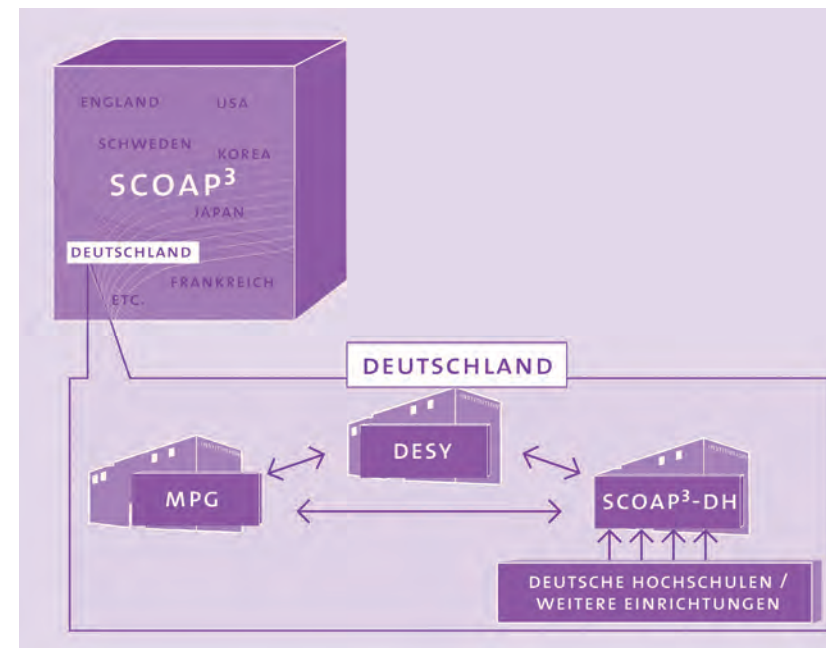 ENGLAND USA
SCHWEDEN KOREA
SCOAP³
JAPAN
DEUTSCHLAND
FRANKREICH
ETC.
DEUTSCHLAND
DESY
MPG
SCOAP³-DH
DEUTSCHE HOCHSCHULEN /
WEITERE EINRICHTUNGEN